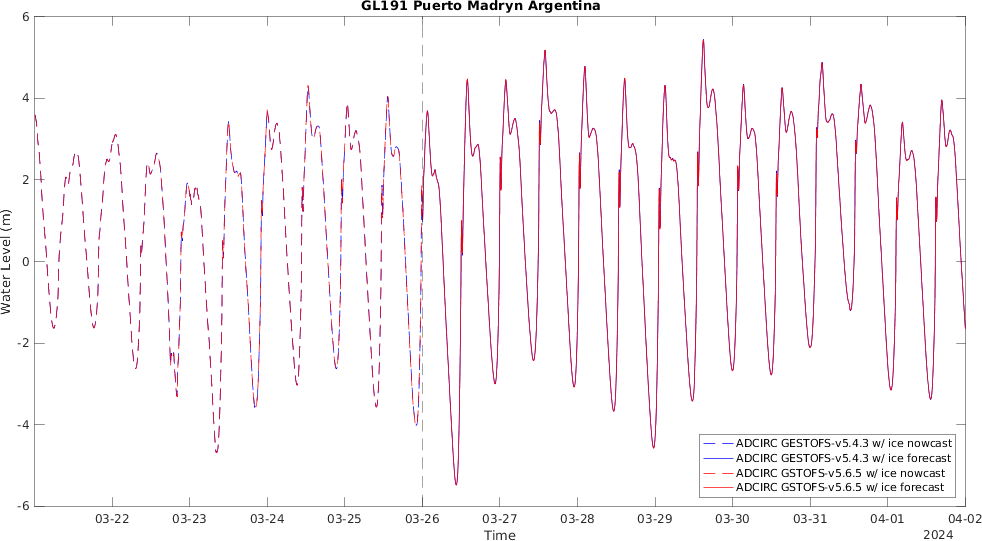 GL191 Puerto Madryn Argentina
6
4
2
0
-2
-4
-6
Water Level (m)
03-22 03-23 03-24 03-25 03-26 03-27 03-28 03-29 03-30 03-31 04-01 04-02
Time
2024
ADCIRC GESTOFS-v5.4.3 w/ ice nowcast
ADCIRC GESTOFS-v5.4.3 w/ ice forecast
ADCIRC GSTOFS-v5.6.5 w/ ice nowcast
ADCIRC GSTOFS-v5.6.5 w/ ice forecast